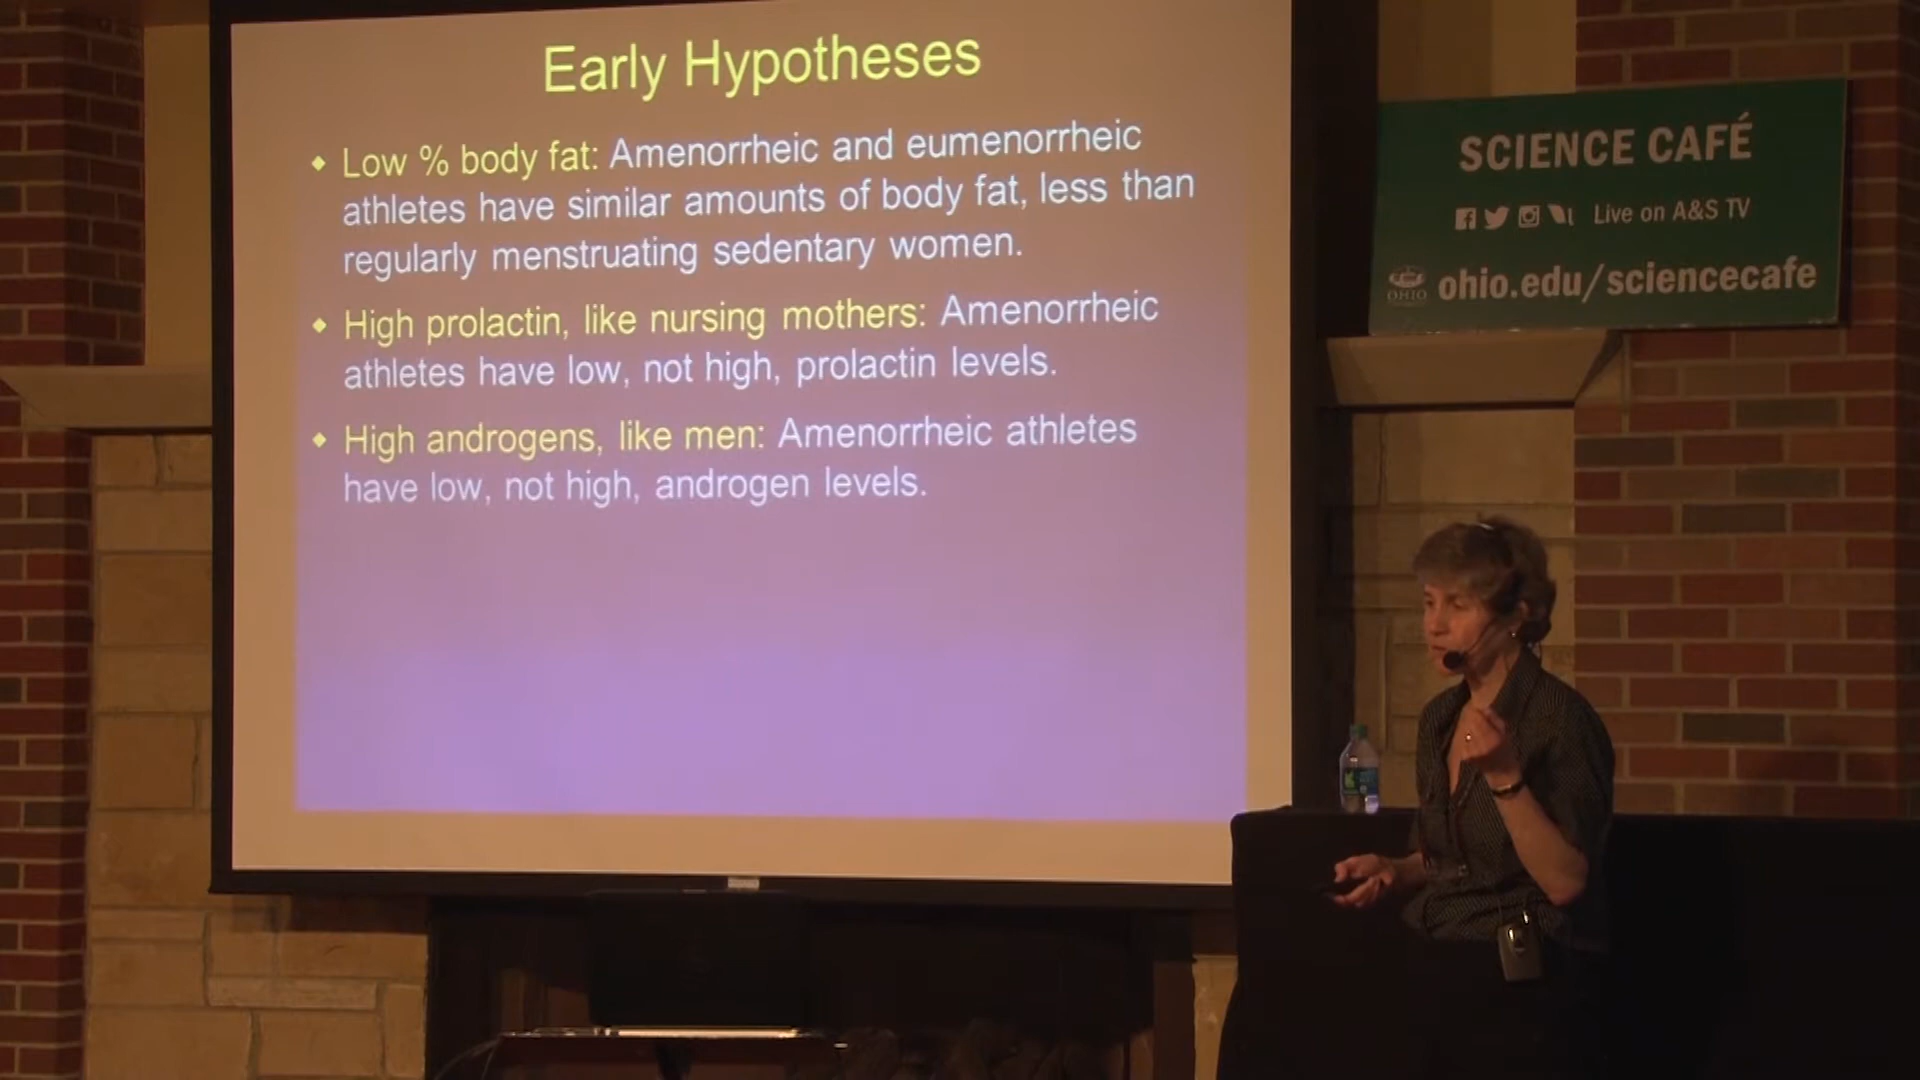 Early Hypotheses
Low % body fat: Amenorrheic and eumenorrheic
athletes have similar amounts of body fat, less than
regularly menstruating sedentary women.
High prolactin, like nursing mothers: Amenorrheic
athletes have low, not high, prolactin levels.
High androgens, like men: Amenorrheic athletes
have low, not high, androgen levels.
SCIENCE CAFÉ
Live on A&S TV
OHIO
ohio.edu/sciencecafe